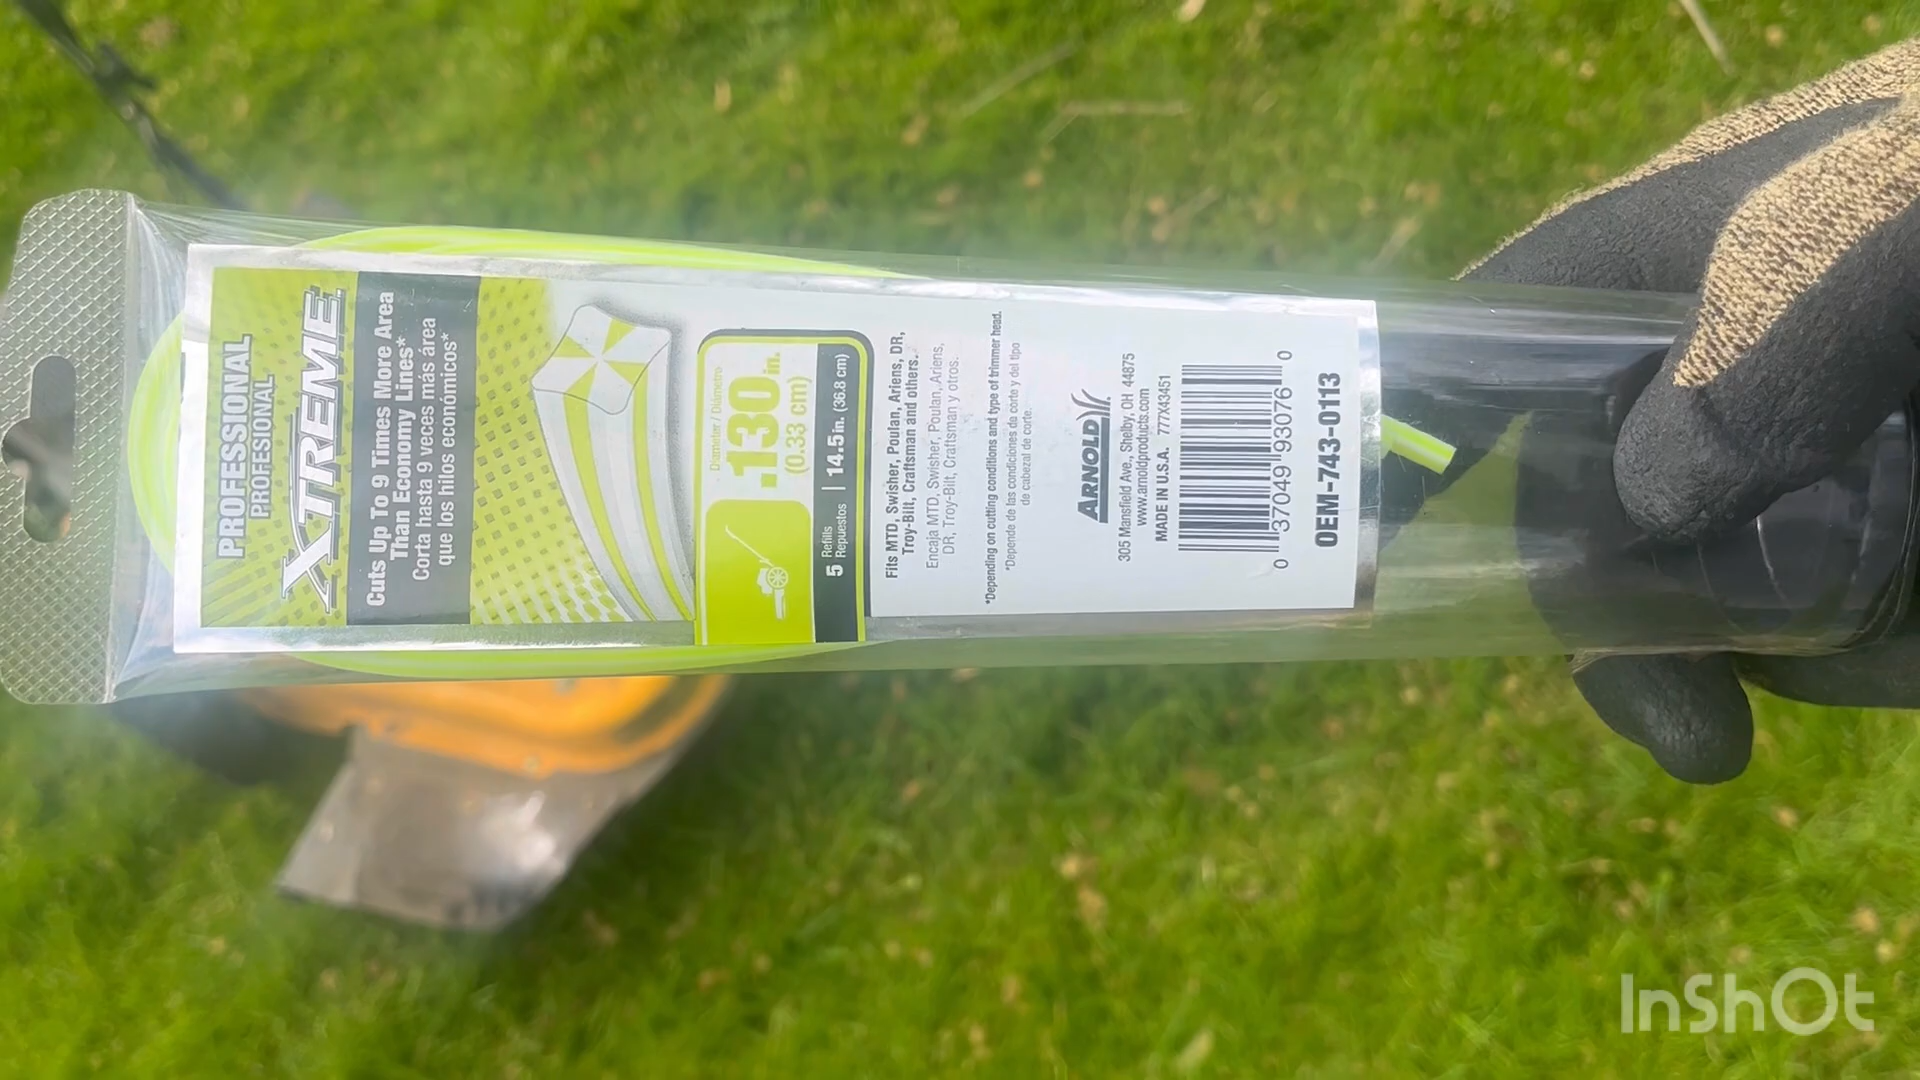 PROFESSIONAL
PROFESIONAL
XTREME
Cuts Up To 9 Times More Area
Than Economy Lines*
Corta hasta 9 veces más área
que los hilos económicos*
Diameter / Diámetro
.130 in.
(0.33 cm)
5 Refills
Repuestos
14.5 in. (36.8 cm)
Fits MTD, Swisher, Poulan, Ariens, DR,
Troy-Bilt, Craftsman and others.
Encaja MTD, Swisher, Poulan, Ariens,
DR, Troy-Bilt, Craftsman y otros.
*Depending on cutting conditions and type of trimmer head.
*Depende de las condiciones de corte y del tipo
de cabezal de corte.
ARNOLD
305 Mansfield Ave., Shelby, OH 44875
www.arnoldproducts.com
MADE IN U.S.A. 777X43451
0 37049 93076 0
OEM-743-0113
InShOt